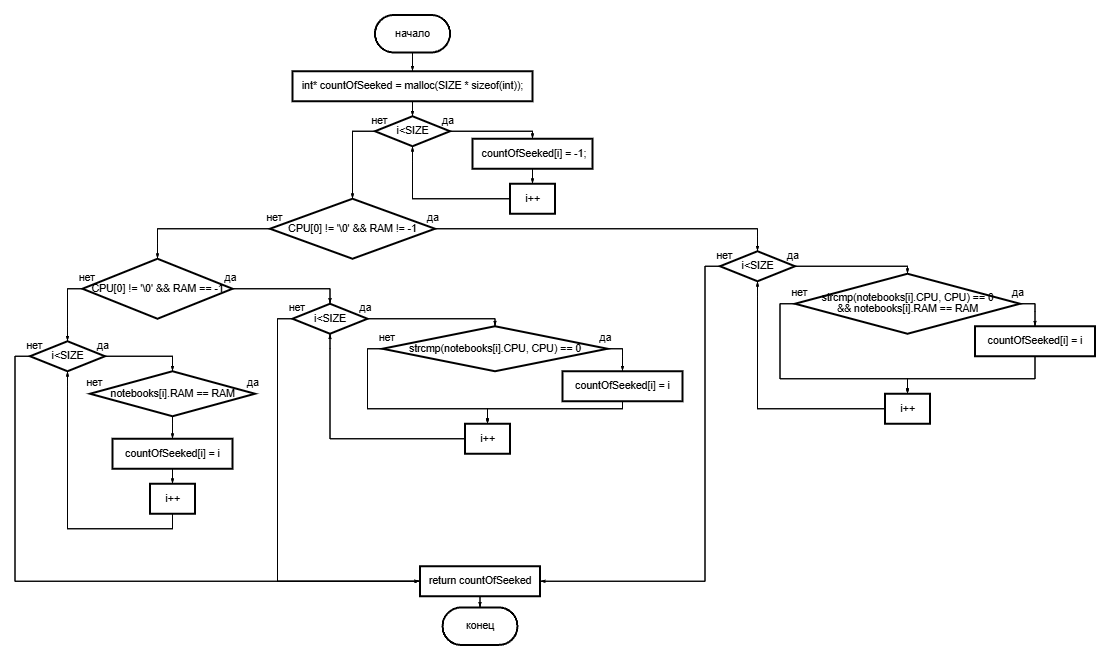 начало
int* countOfSeeked = malloc(SIZE * sizeof(int));
нет
да
i<SIZE
countOfSeeked[i] = -1;
i++
нет
да
CPU[0] != '\0' && RAM != -1
нет
да
CPU[0] != '\0' && RAM == -1
нет
да
i<SIZE
нет
да
strcmp(notebooks[i].CPU, CPU) == 0
&& notebooks[i].RAM == RAM
countOfSeeked[i] = i
i++
нет
да
i<SIZE
нет
да
strcmp(notebooks[i].CPU, CPU) == 0
countOfSeeked[i] = i
i++
нет
да
i<SIZE
нет
да
notebooks[i].RAM == RAM
countOfSeeked[i] = i
i++
return countOfSeeked
конец